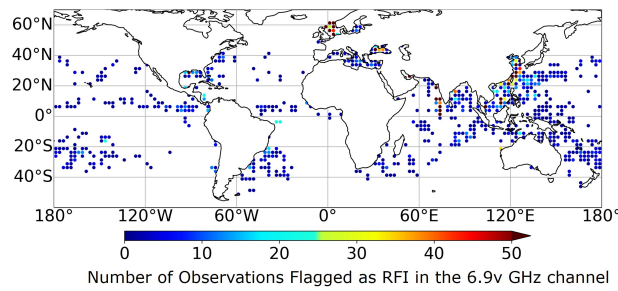 60°N
40°N
20°N
0°
20°S
40°S
180° 120°W 60°W 0° 60°E 120°E 180°
0 10 20 30 40 50
Number of Observations Flagged as RFI in the 6.9v GHz channel